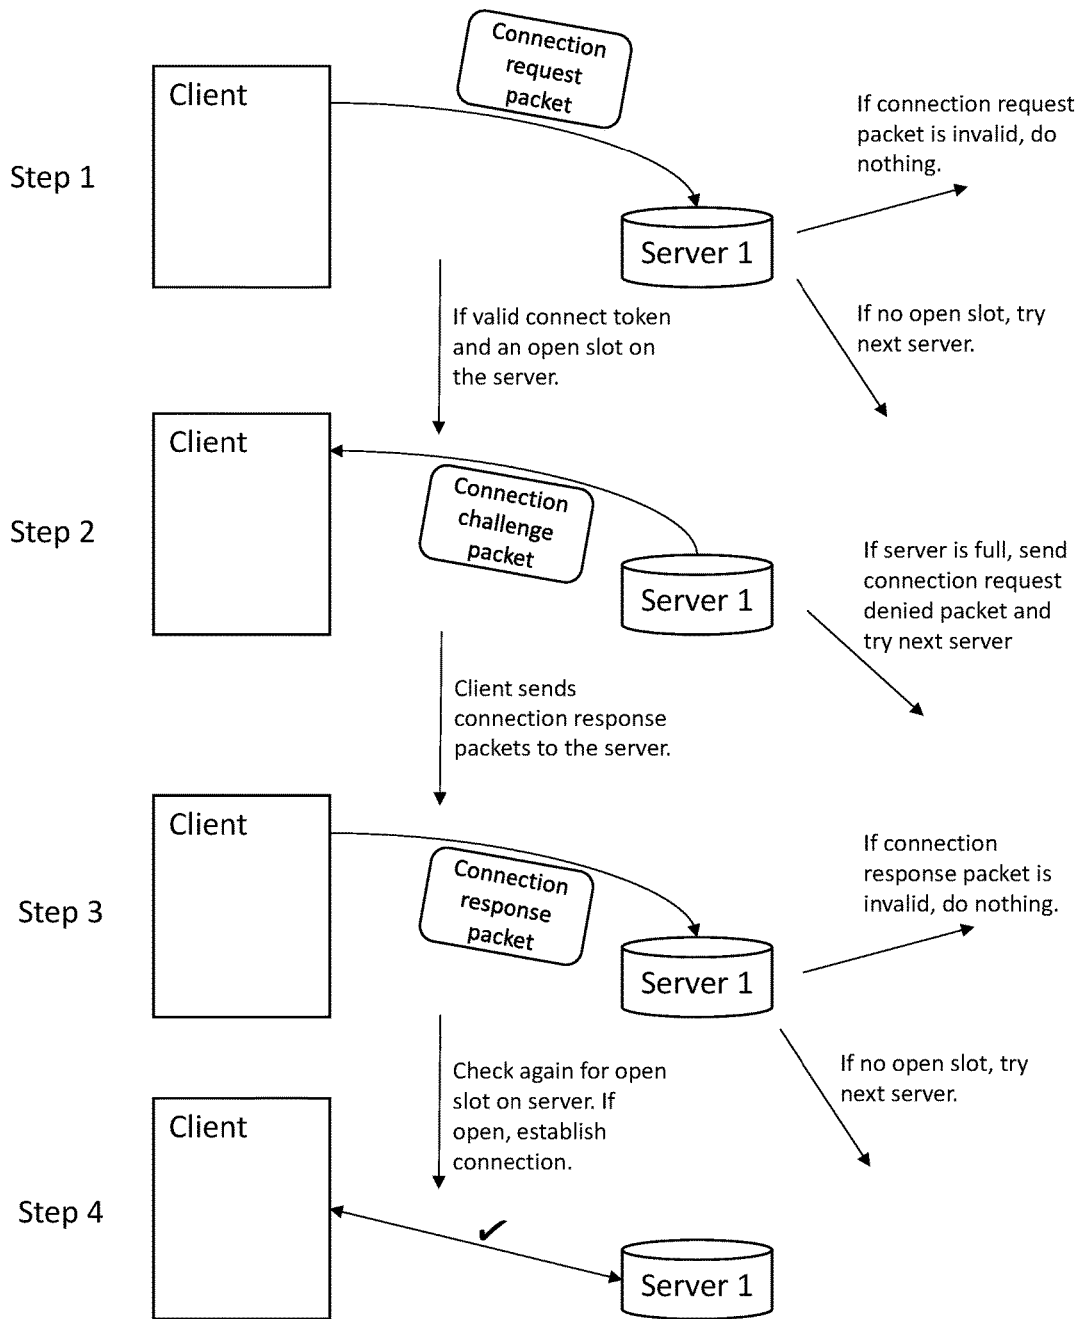 Connection
request
packet
Client
If connection request
packet is invalid, do
nothing.
Step 1
Server 1
If valid connect token
and an open slot on
the server.
If no open slot, try
next server.
Client
Connection
challenge
packet
Step 2
Server 1
If server is full, send
connection request
denied packet and
try next server
Client sends
connection response
packets to the server.
Client
Connection
response
packet
If connection
response packet is
invalid, do nothing.
Step 3
Server 1
Check again for open
slot on server. If
open, establish
connection.
If no open slot, try
next server.
Client
Step 4
Server 1